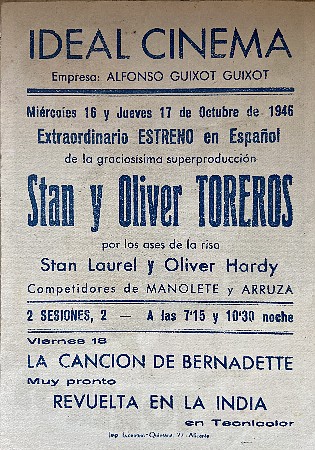 IDEAL CINEMA
Empresa: ALFONSO GUIXOT GUIXOT
Miércoles 16 y Jueves 17 de Octubre de 1946
Extraordinario ESTRENO en Español
de la graciosísima superproducción
Stan y Oliver TOREROS
por los ases de la risa
Stan Laurel y Oliver Hardy
Competidores de MANOLETE y ARRUZA
2 SESIONES, 2 — A las 7'15 y 10'30 noche
Viernes 18
LA CANCION DE BERNADETTE
Muy pronto
REVUELTA EN LA INDIA
en Tecnicolor
Imp. Alicante